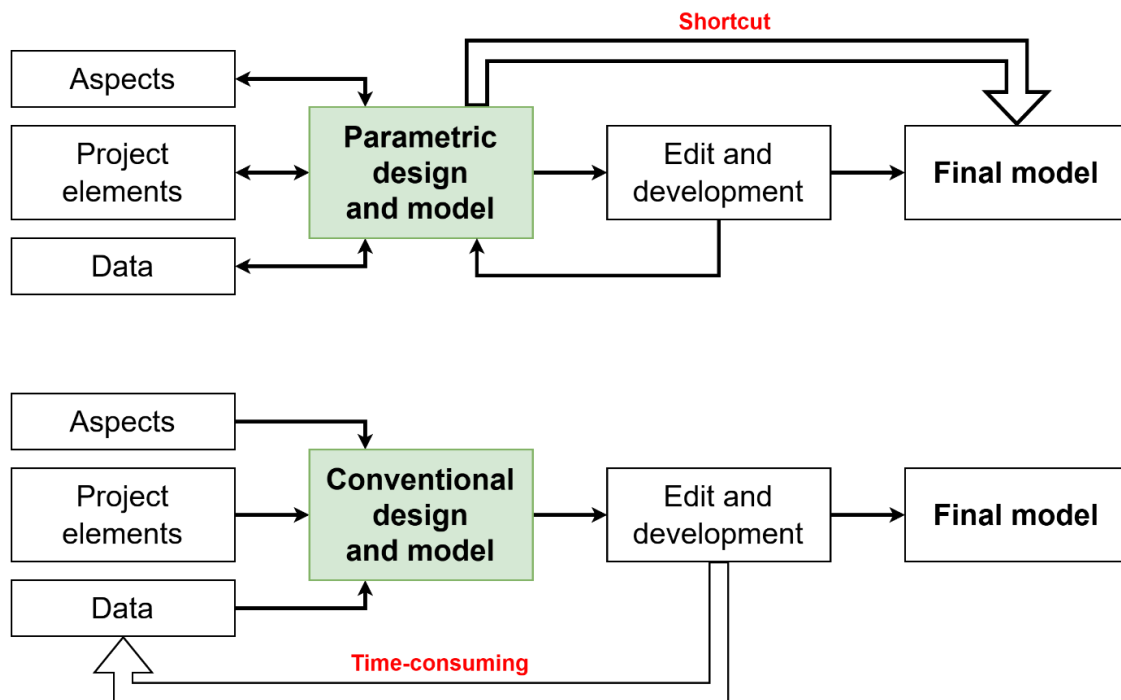 Shortcut
Aspects
Project
elements
Data
Parametric
design
and model
Edit and
development
Final model
Aspects
Project
elements
Data
Conventional
design
and model
Edit and
development
Final model
Time-consuming